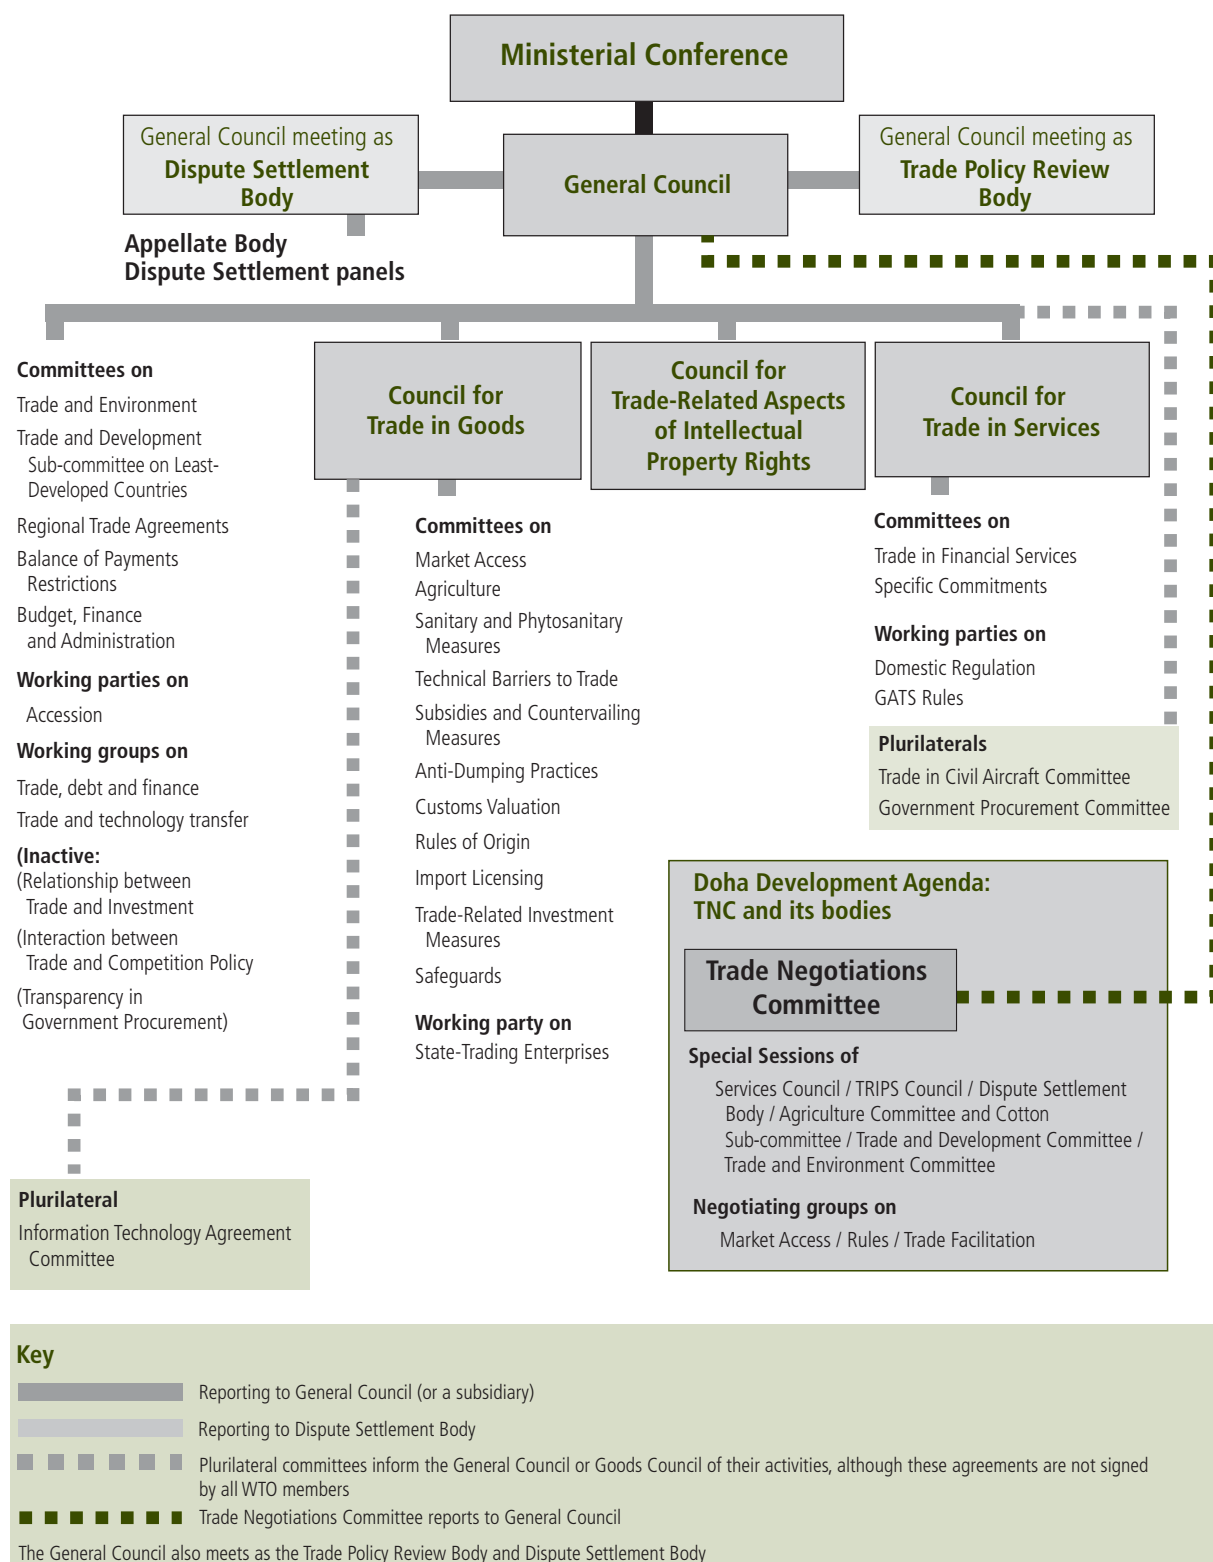 Ministerial Conference
General Council meeting as
Dispute Settlement
Body
General Council
General Council meeting as
Trade Policy Review
Body
Appellate Body
Dispute Settlement panels
Committees on
Trade and Environment
Trade and Development
Sub-committee on Least-
Developed Countries
Regional Trade Agreements
Balance of Payments
Restrictions
Budget, Finance
and Administration
Working parties on
Accession
Working groups on
Trade, debt and finance
Trade and technology transfer
(Inactive:
(Relationship between
Trade and Investment
(Interaction between
Trade and Competition Policy
(Transparency in
Government Procurement)
Plurilateral
Information Technology Agreement
Committee
Council for
Trade in Goods
Committees on
Market Access
Agriculture
Sanitary and Phytosanitary
Measures
Technical Barriers to Trade
Subsidies and Countervailing
Measures
Anti-Dumping Practices
Customs Valuation
Rules of Origin
Import Licensing
Trade-Related Investment
Measures
Safeguards
Working party on
State-Trading Enterprises
Council for
Trade-Related Aspects
of Intellectual
Property Rights
Council for
Trade in Services
Committees on
Trade in Financial Services
Specific Commitments
Working parties on
Domestic Regulation
GATS Rules
Plurilaterals
Trade in Civil Aircraft Committee
Government Procurement Committee
Doha Development Agenda:
TNC and its bodies
Trade Negotiations
Committee
Special Sessions of
Services Council / TRIPS Council / Dispute Settlement
Body / Agriculture Committee and Cotton
Sub-committee / Trade and Development Committee /
Trade and Environment Committee
Negotiating groups on
Market Access / Rules / Trade Facilitation
Key
Reporting to General Council (or a subsidiary)
Reporting to Dispute Settlement Body
Plurilateral committees inform the General Council or Goods Council of their activities, although these agreements are not signed
by all WTO members
Trade Negotiations Committee reports to General Council
The General Council also meets as the Trade Policy Review Body and Dispute Settlement Body